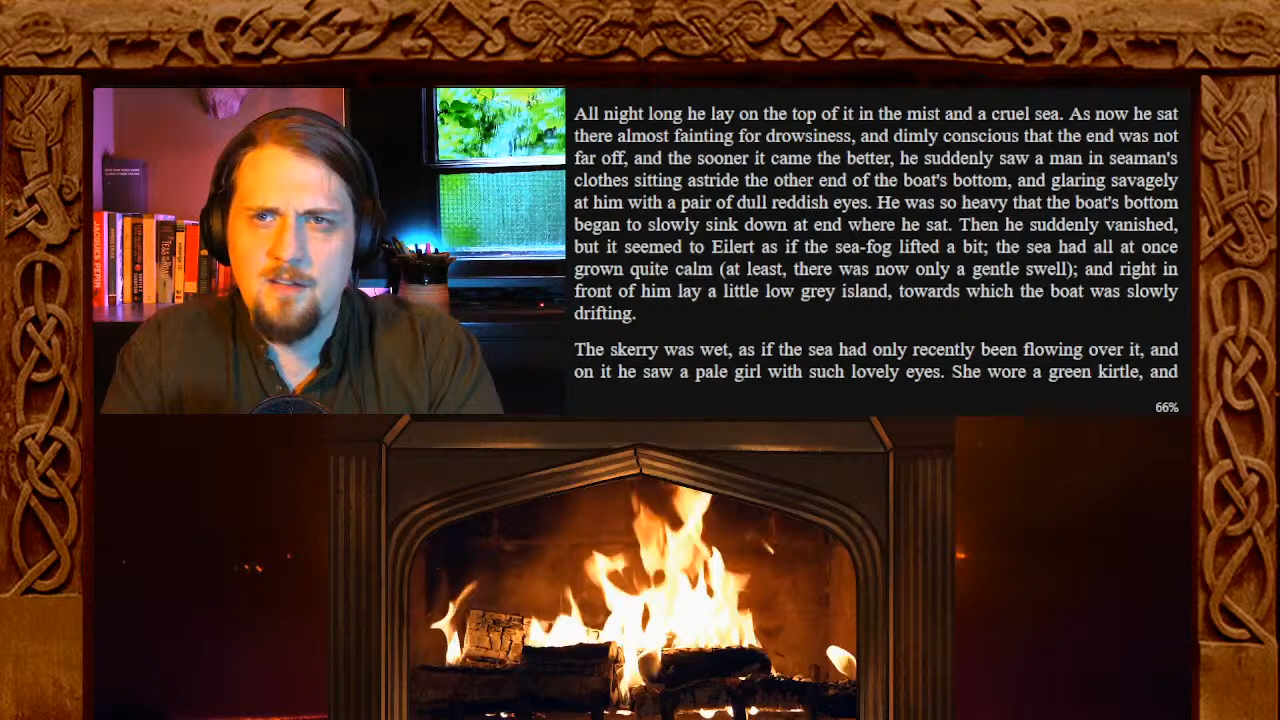 All night long he lay on the top of it in the mist and a cruel sea. As now he sat
there almost fainting for drowsiness, and dimly conscious that the end was not
far off, and the sooner it came the better, he suddenly saw a man in seaman's
clothes sitting astride the other end of the boat's bottom, and glaring savagely
at him with a pair of dull reddish eyes. He was so heavy that the boat's bottom
began to slowly sink down at end where he sat. Then he suddenly vanished,
but it seemed to Eilert as if the sea-fog lifted a bit; the sea had all at once
grown quite calm (at least, there was now only a gentle swell); and right in
front of him lay a little low grey island, towards which the boat was slowly
drifting.
The skerry was wet, as if the sea had only recently been flowing over it, and
on it he saw a pale girl with such lovely eyes. She wore a green kirtle, and
66%
JACQUES PEPIN